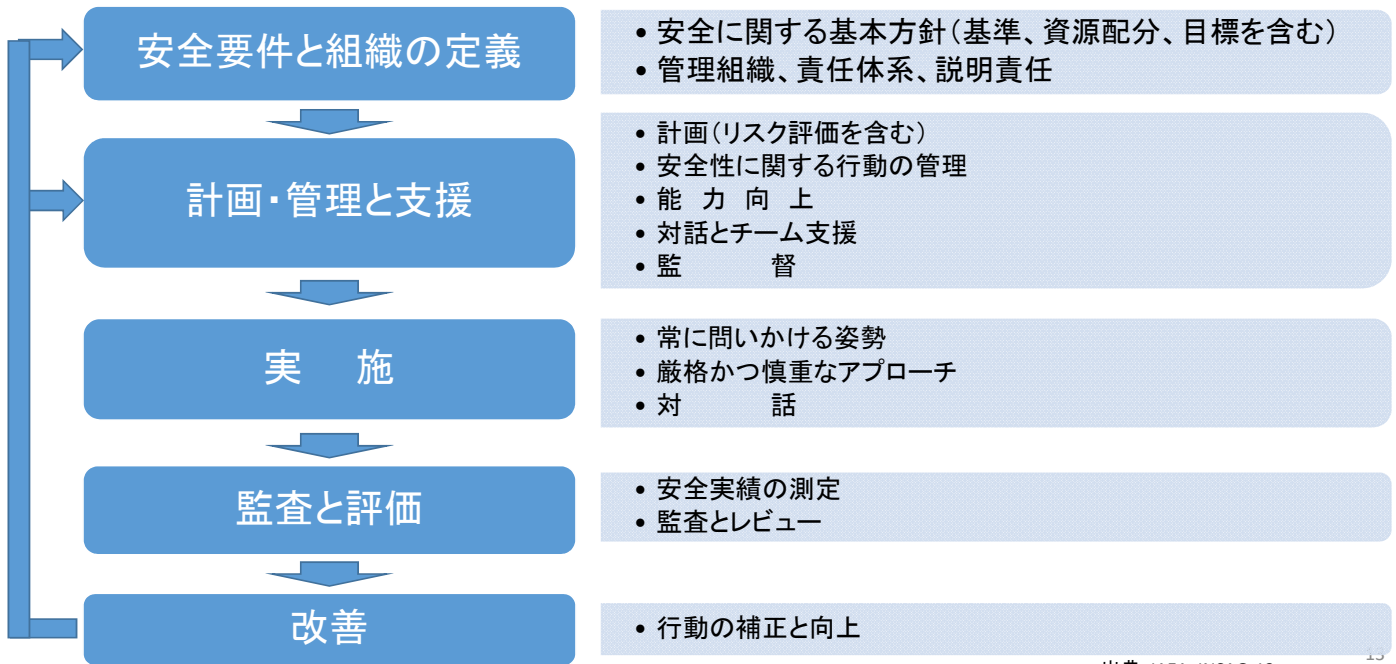 安全要件と組織の定義
• 安全に関する基本方針(基準、資源配分、目標を含む)
• 管理組織、責任体系、説明責任
計画・管理と支援
• 計画(リスク評価を含む)
• 安全性に関する行動の管理
• 能 力 向 上
• 対話とチーム支援
• 監 督
実 施
• 常に問いかける姿勢
• 厳格かつ慎重なアプローチ
• 対 話
監査と評価
• 安全実績の測定
• 監査とレビュー
改善
• 行動の補正と向上